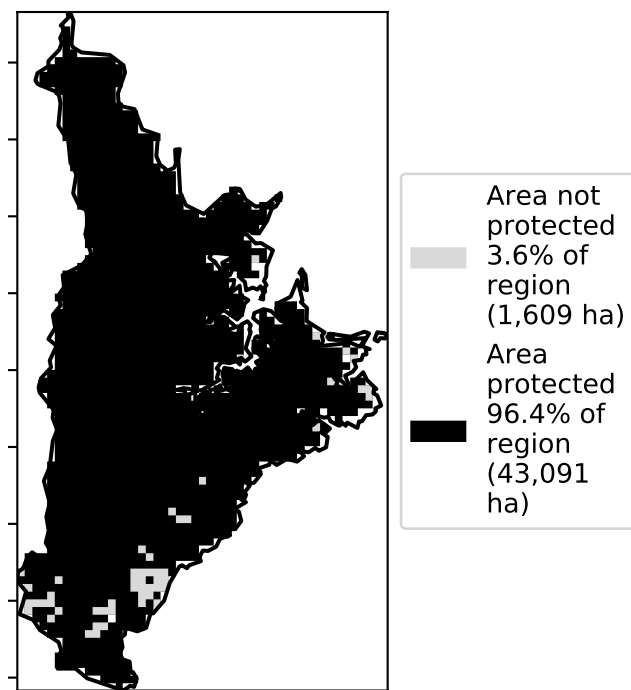 Area not
protected
3.6% of
region
(1,609 ha)
Area
protected
96.4% of
region
(43,091
ha)